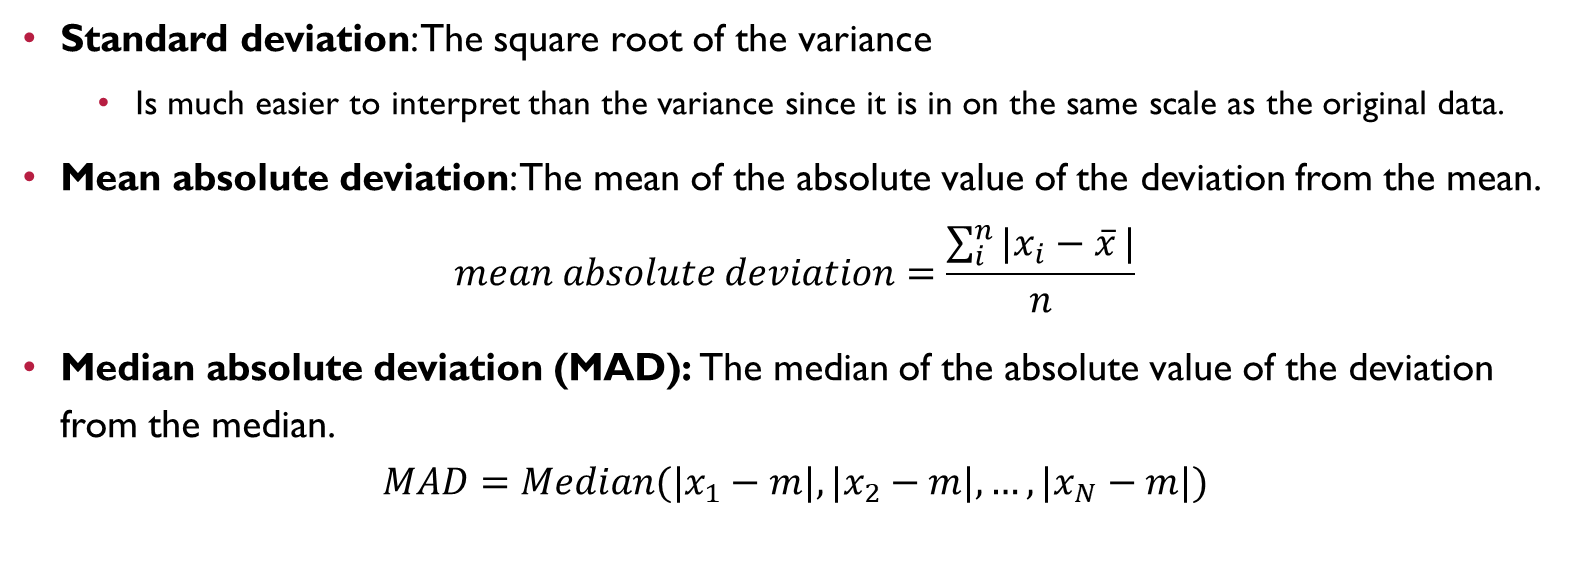 • Standard deviation: The square root of the variance
• Is much easier to interpret than the variance since it is in on the same scale as the original data.
• Mean absolute deviation: The mean of the absolute value of the deviation from the mean.
mean absolute deviation = \frac{\sum_{i}^{n} |x_i - \bar{x}|}{n}
• Median absolute deviation (MAD): The median of the absolute value of the deviation
from the median.
MAD = Median(|x_1 - m|, |x_2 - m|, … , |x_N - m|)